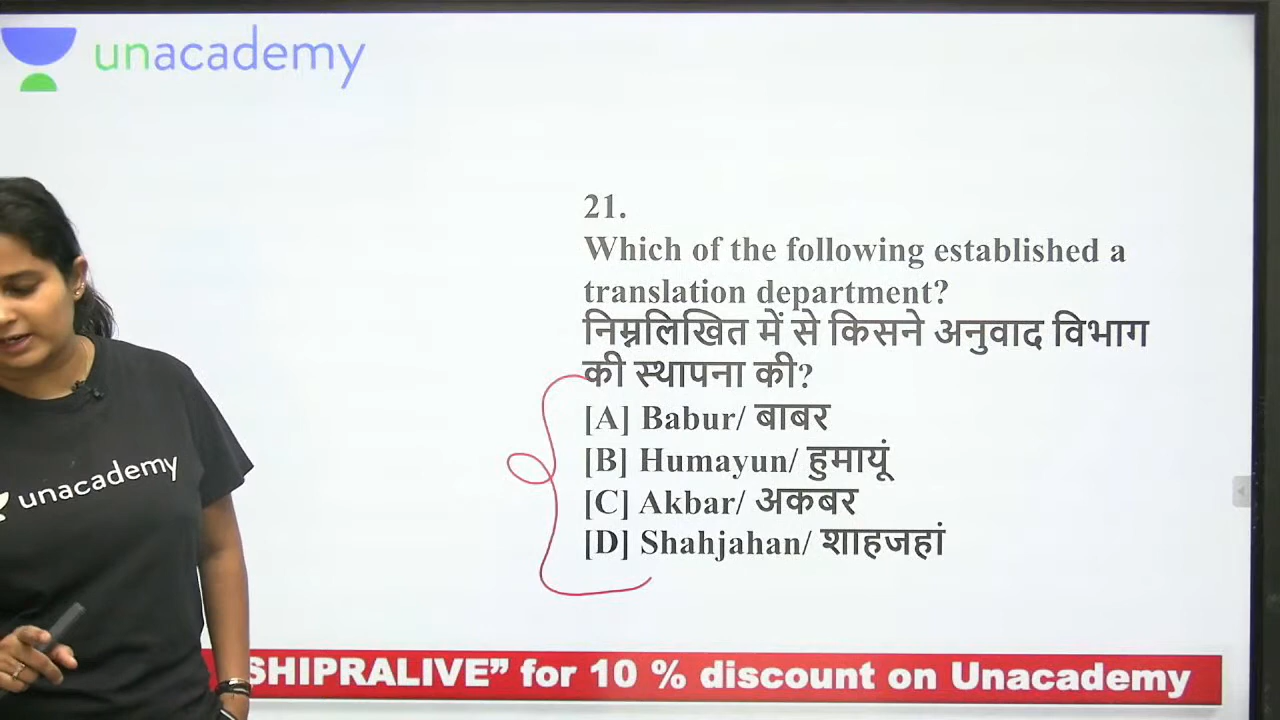 unacademy
21.
Which of the following established a
translation department?
निम्नलिखित में से किसने अनुवाद विभाग
की स्थापना की?
[A] Babur/ बाबर
[B] Humayun/ हुमायूं
[C] Akbar/ अकबर
[D] Shahjahan/ शाहजहां
unacademy
SHIPRALIVE” for 10 % discount on Unacademy